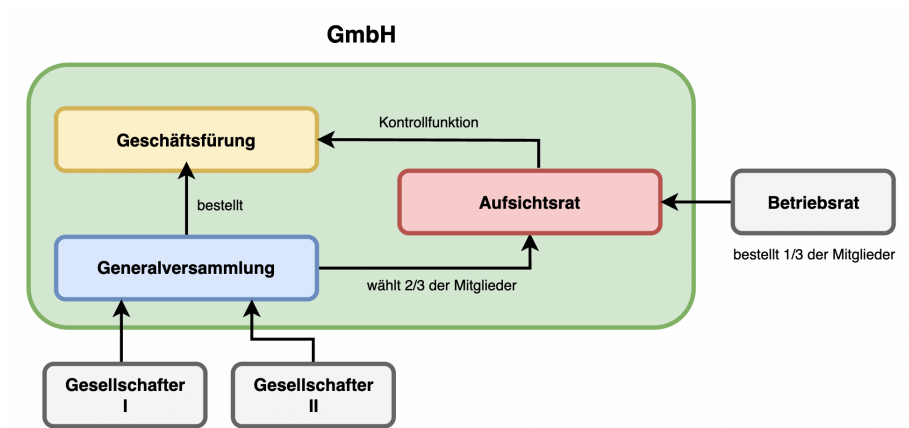 GmbH
Geschäftsfürung
Kontrollfunktion
bestellt
Aufsichtsrat
Betriebsrat
bestellt 1/3 der Mitglieder
Generalversammlung
wählt 2/3 der Mitglieder
Gesellschafter
I
Gesellschafter
II